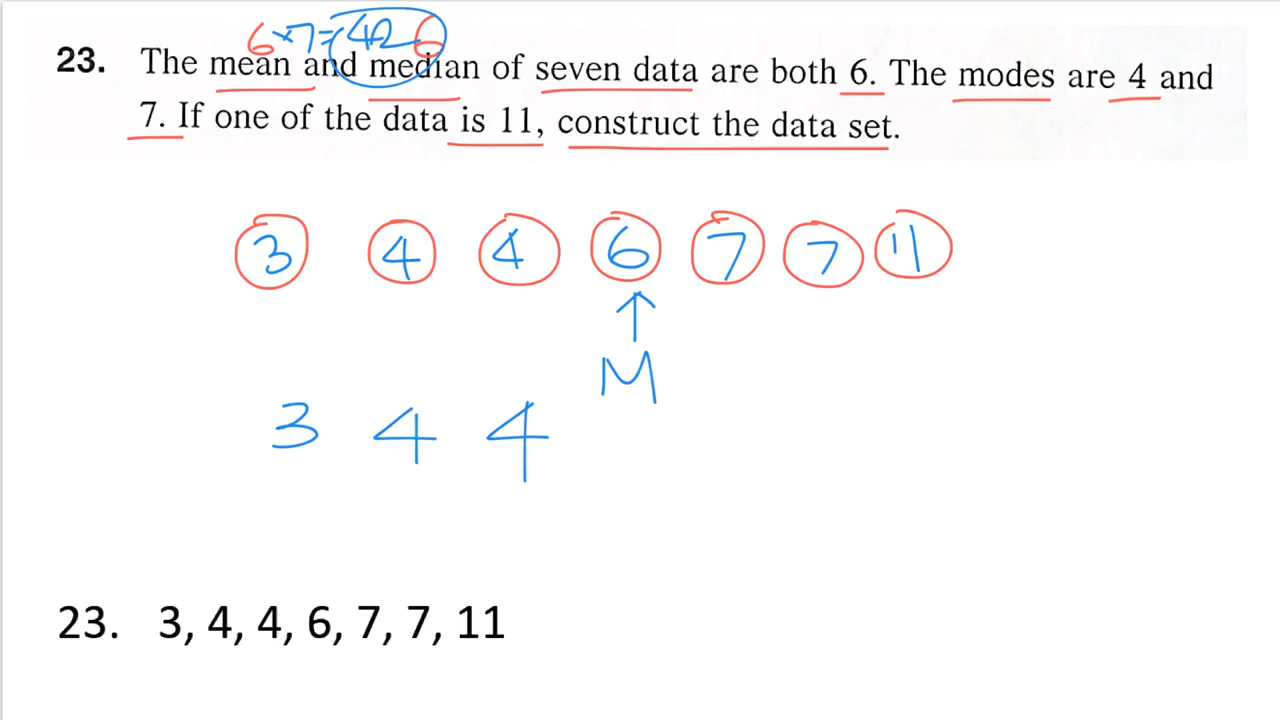 6×7=42 6
23. The mean and median of seven data are both 6. The modes are 4 and
7. If one of the data is 11, construct the data set.
3 4 4 6 7 7 11
M
3 4 4
23. 3, 4, 4, 6, 7, 7, 11